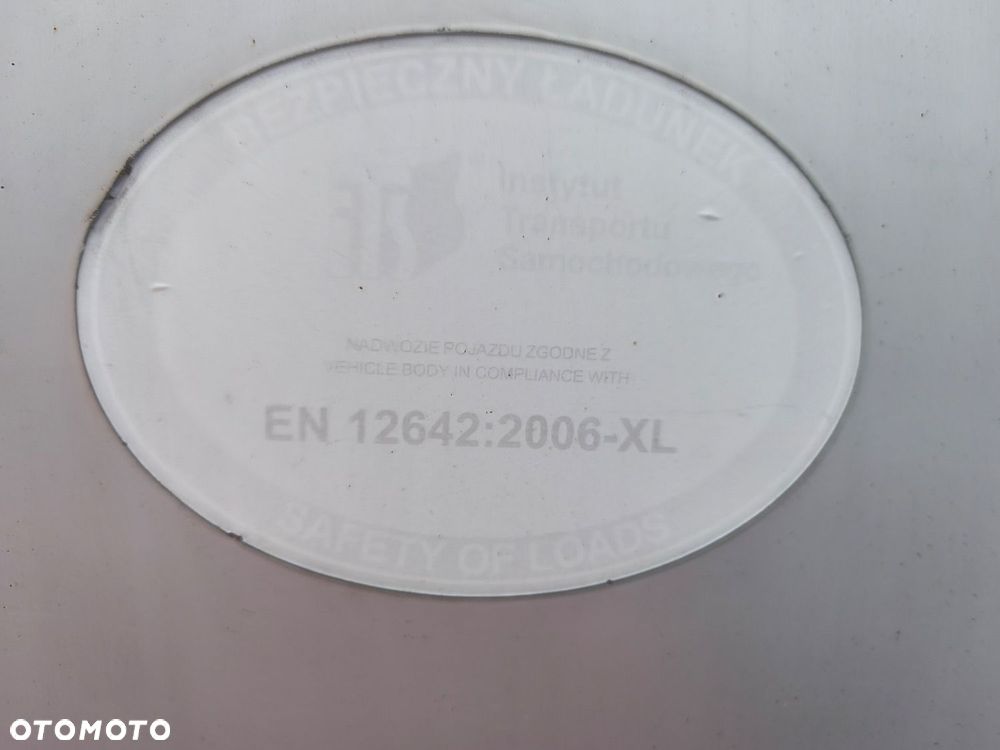 BEZPIECZNY ŁADUNEK
ITS
Instytut
Transportu
Samochodowego
NADWOZIE POJAZDU ZGODNE Z
VEHICLE BODY IN COMPLIANCE WITH
EN 12642:2006-XL
SAFETY OF LOADS
OTOMOTO